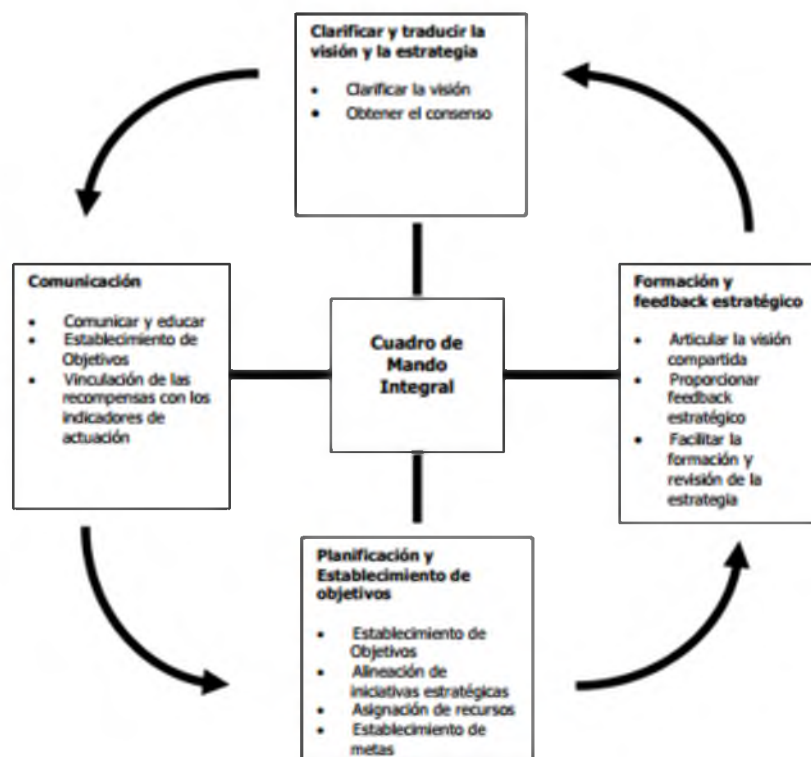 Clarificar y traducir la
visión y la estrategia
• Clarificar la visión
• Obtener el consenso
Comunicación
• Comunicar y educar
• Establecimiento de
Objetivos
• Vinculación de las
recompensas con los
indicadores de
actuación
Cuadro de
Mando
Integral
Formación y
feedback estratégico
• Articular la visión
compartida
• Proporcionar
feedback
estratégico
• Facilitar la
formación y
revisión de la
estrategia
Planificación y
Establecimiento de
objetivos
• Establecimiento de
Objetivos
• Alineación de
iniciativas estratégicas
• Asignación de recursos
• Establecimiento de
metas